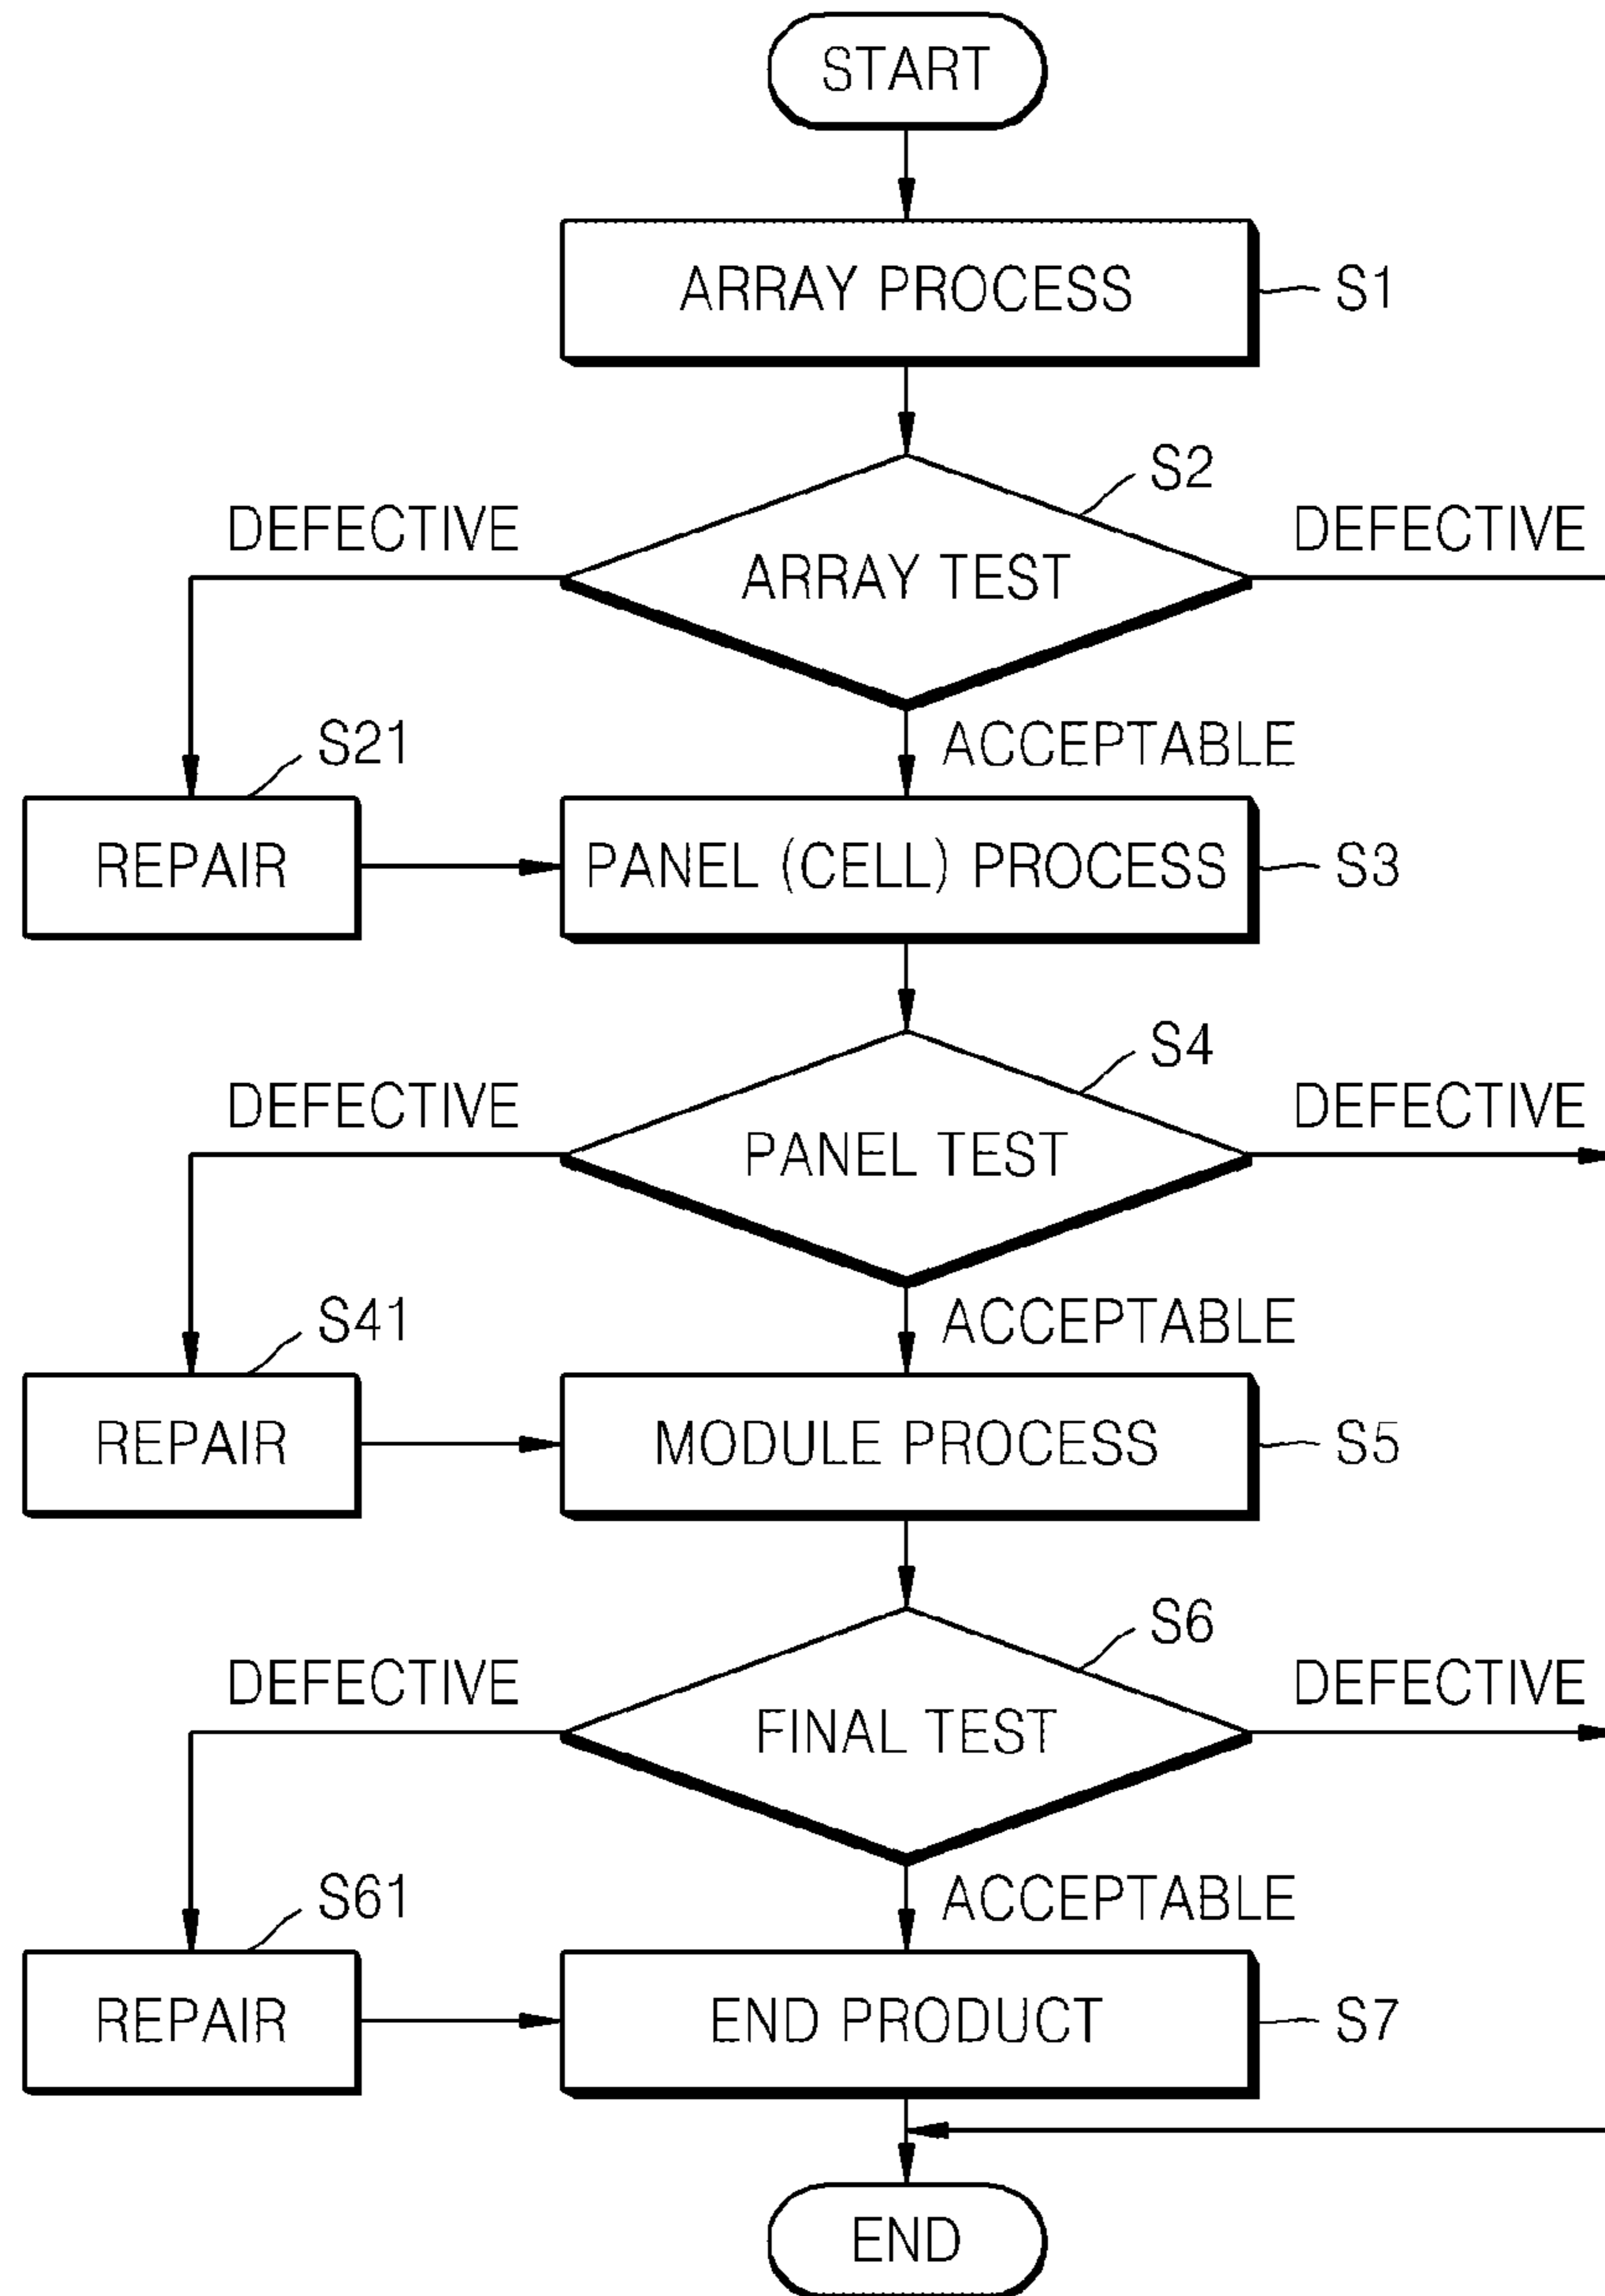 START
ARRAY PROCESS
S1
S2
DEFECTIVE
ARRAY TEST
DEFECTIVE
S21
ACCEPTABLE
REPAIR
PANEL (CELL) PROCESS
S3
S4
DEFECTIVE
PANEL TEST
DEFECTIVE
S41
ACCEPTABLE
REPAIR
MODULE PROCESS
S5
S6
DEFECTIVE
FINAL TEST
DEFECTIVE
S61
ACCEPTABLE
REPAIR
END PRODUCT
S7
END